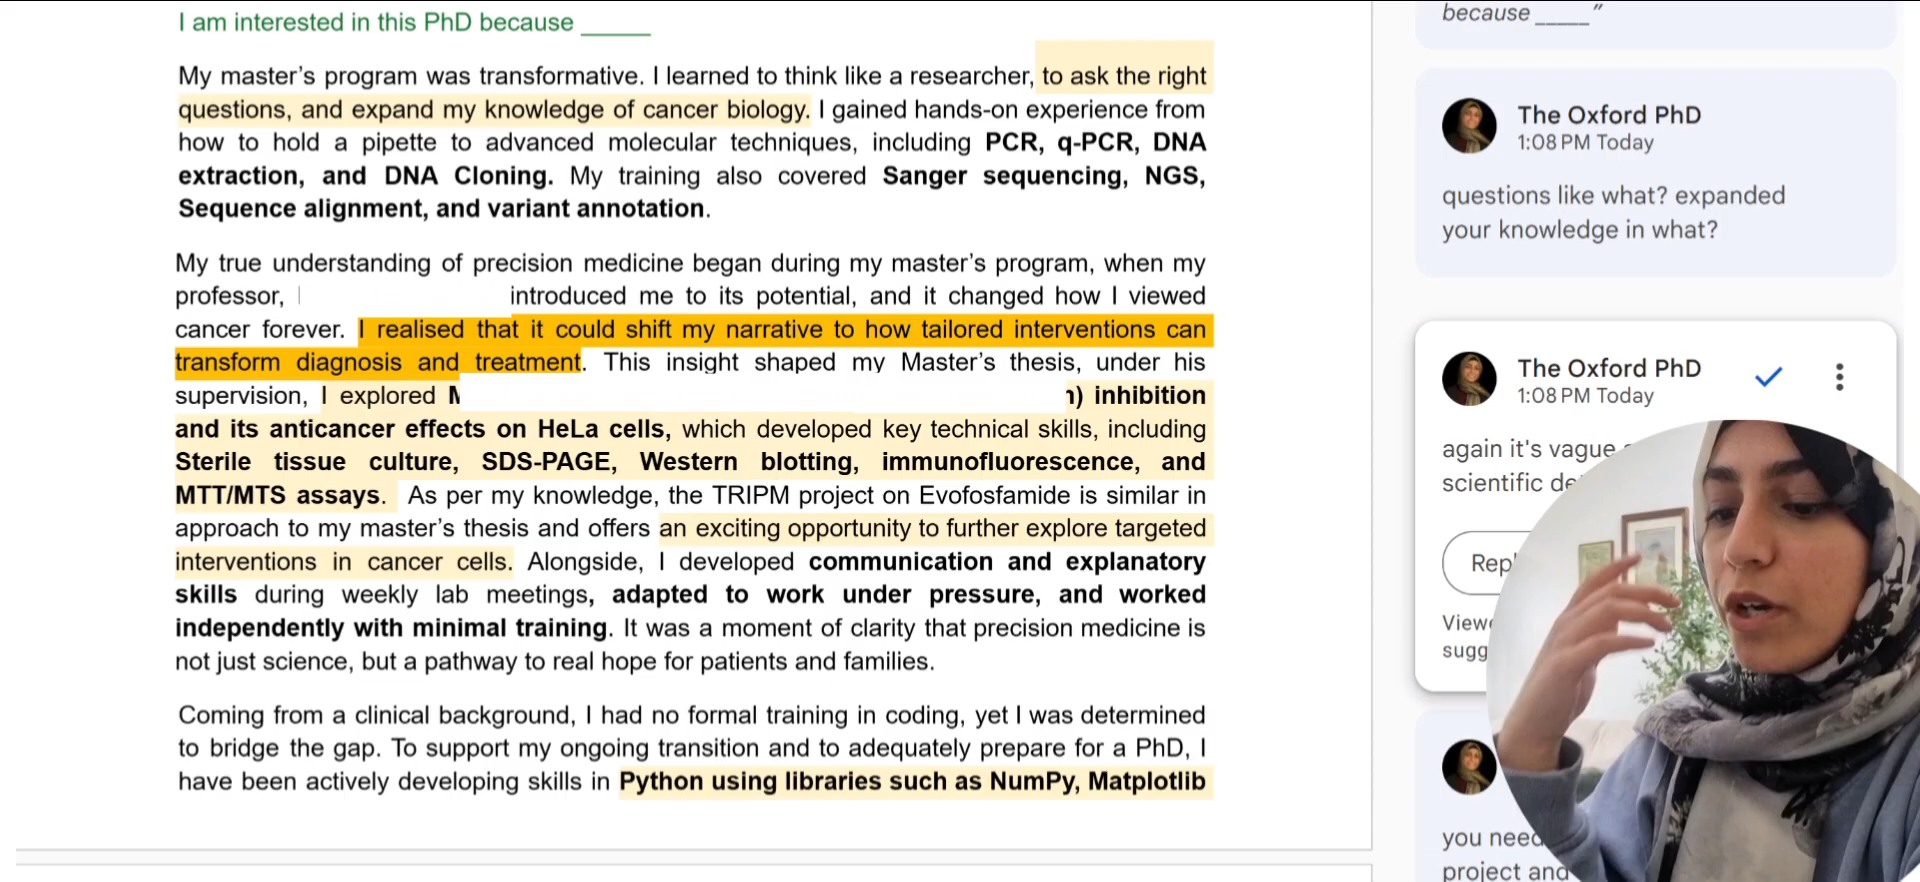 I am interested in this PhD because _____
My master’s program was transformative. I learned to think like a researcher, to ask the right
questions, and expand my knowledge of cancer biology. I gained hands-on experience from
how to hold a pipette to advanced molecular techniques, including PCR, q-PCR, DNA
extraction, and DNA Cloning. My training also covered Sanger sequencing, NGS,
Sequence alignment, and variant annotation.
My true understanding of precision medicine began during my master’s program, when my
professor, introduced me to its potential, and it changed how I viewed
cancer forever. I realised that it could shift my narrative to how tailored interventions can
transform diagnosis and treatment. This insight shaped my Master’s thesis, under his
supervision, I explored inhibition
and its anticancer effects on HeLa cells, which developed key technical skills, including
Sterile tissue culture, SDS-PAGE, Western blotting, immunofluorescence, and
MTT/MTS assays. As per my knowledge, the TRIPM project on Evofosfamide is similar in
approach to my master’s thesis and offers an exciting opportunity to further explore targeted
interventions in cancer cells. Alongside, I developed communication and explanatory
skills during weekly lab meetings, adapted to work under pressure, and worked
independently with minimal training. It was a moment of clarity that precision medicine is
not just science, but a pathway to real hope for patients and families.
Coming from a clinical background, I had no formal training in coding, yet I was determined
to bridge the gap. To support my ongoing transition and to adequately prepare for a PhD, I
have been actively developing skills in Python using libraries such as NumPy, Matplotlib
because _____”
The Oxford PhD
1:08 PM Today
questions like what? expanded
your knowledge in what?
The Oxford PhD
1:08 PM Today
again it's vague
scientific
you need
project and